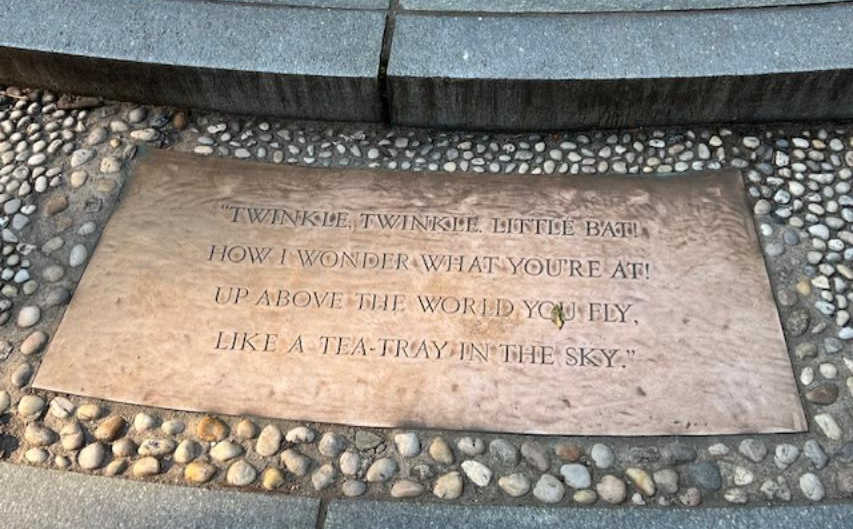 "TWINKLE, TWINKLE, LITTLE BAT!
HOW I WONDER WHAT YOU'RE AT!
UP ABOVE THE WORLD YOU FLY,
LIKE A TEA-TRAY IN THE SKY."